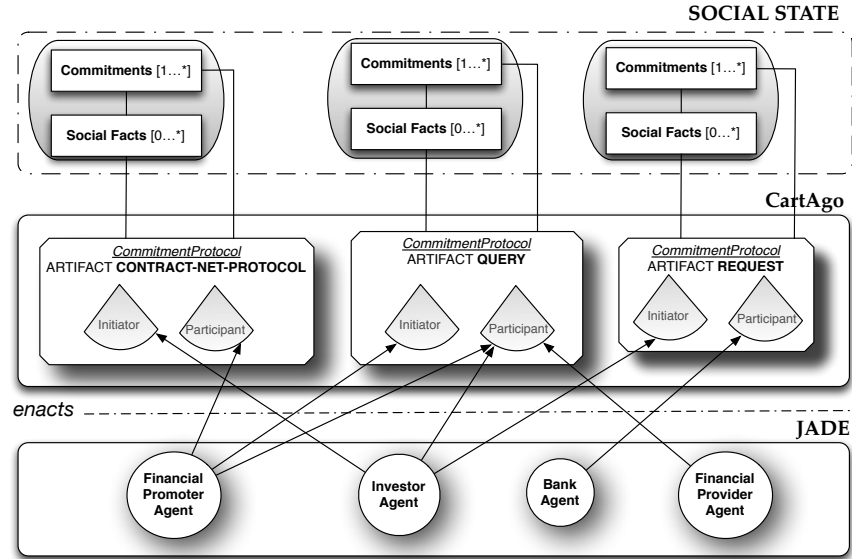 SOCIAL STATE
Commitments [1...*]
Commitments [1...*]
Commitments [1...*]
Social Facts [0...*]
Social Facts [0...*]
Social Facts [0...*]
CartAgo
CommitmentProtocol
ARTIFACT CONTRACT-NET-PROTOCOL
Initiator
Participant
CommitmentProtocol
ARTIFACT QUERY
Initiator
Participant
CommitmentProtocol
ARTIFACT REQUEST
Initiator
Participant
enacts
JADE
Financial
Promoter
Agent
Investor
Agent
Bank
Agent
Financial
Provider
Agent